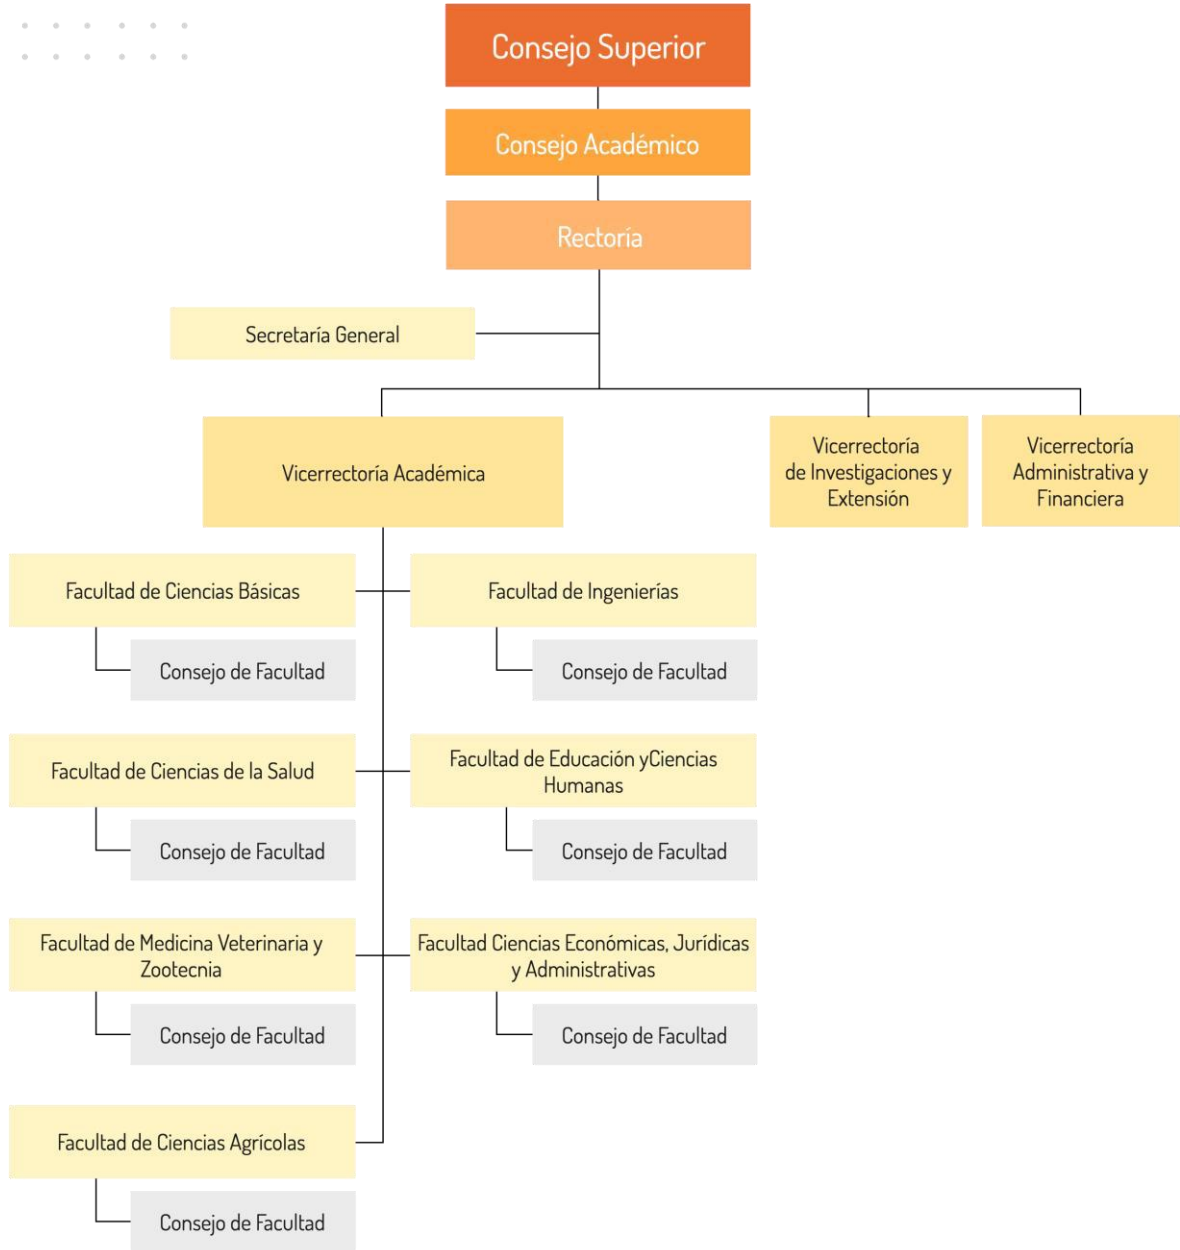 Consejo Superior
Consejo Académico
Rectoría
Secretaría General
Vicerrectoría Académica
Vicerrectoría
de Investigaciones y
Extensión
Vicerrectoría
Administrativa y
Financiera
Facultad de Ciencias Básicas
Consejo de Facultad
Facultad de Ingenierías
Consejo de Facultad
Facultad de Ciencias de la Salud
Consejo de Facultad
Facultad de Educación yCiencias
Humanas
Consejo de Facultad
Facultad de Medicina Veterinaria y
Zootecnia
Consejo de Facultad
Facultad Ciencias Económicas, Jurídicas
y Administrativas
Consejo de Facultad
Facultad de Ciencias Agrícolas
Consejo de Facultad